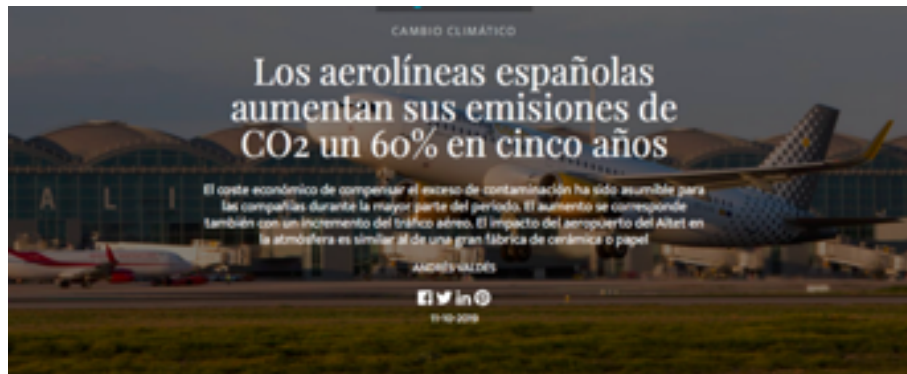 CAMBIO CLIMÁTICO
Los aerolíneas españolas
aumentan sus emisiones de
CO2 un 60% en cinco años
El coste económico de compensar el exceso de contaminación ha sido asumible para
las compañías durante la mayor parte del periodo. El aumento se corresponde
también con un incremento del tráfico aéreo. El impacto del aeropuerto del Altet en
la atmósfera es similar al de una gran fábrica de cerámica o papel
ANDRÉS VALDÉS
11-10-2019
A L I